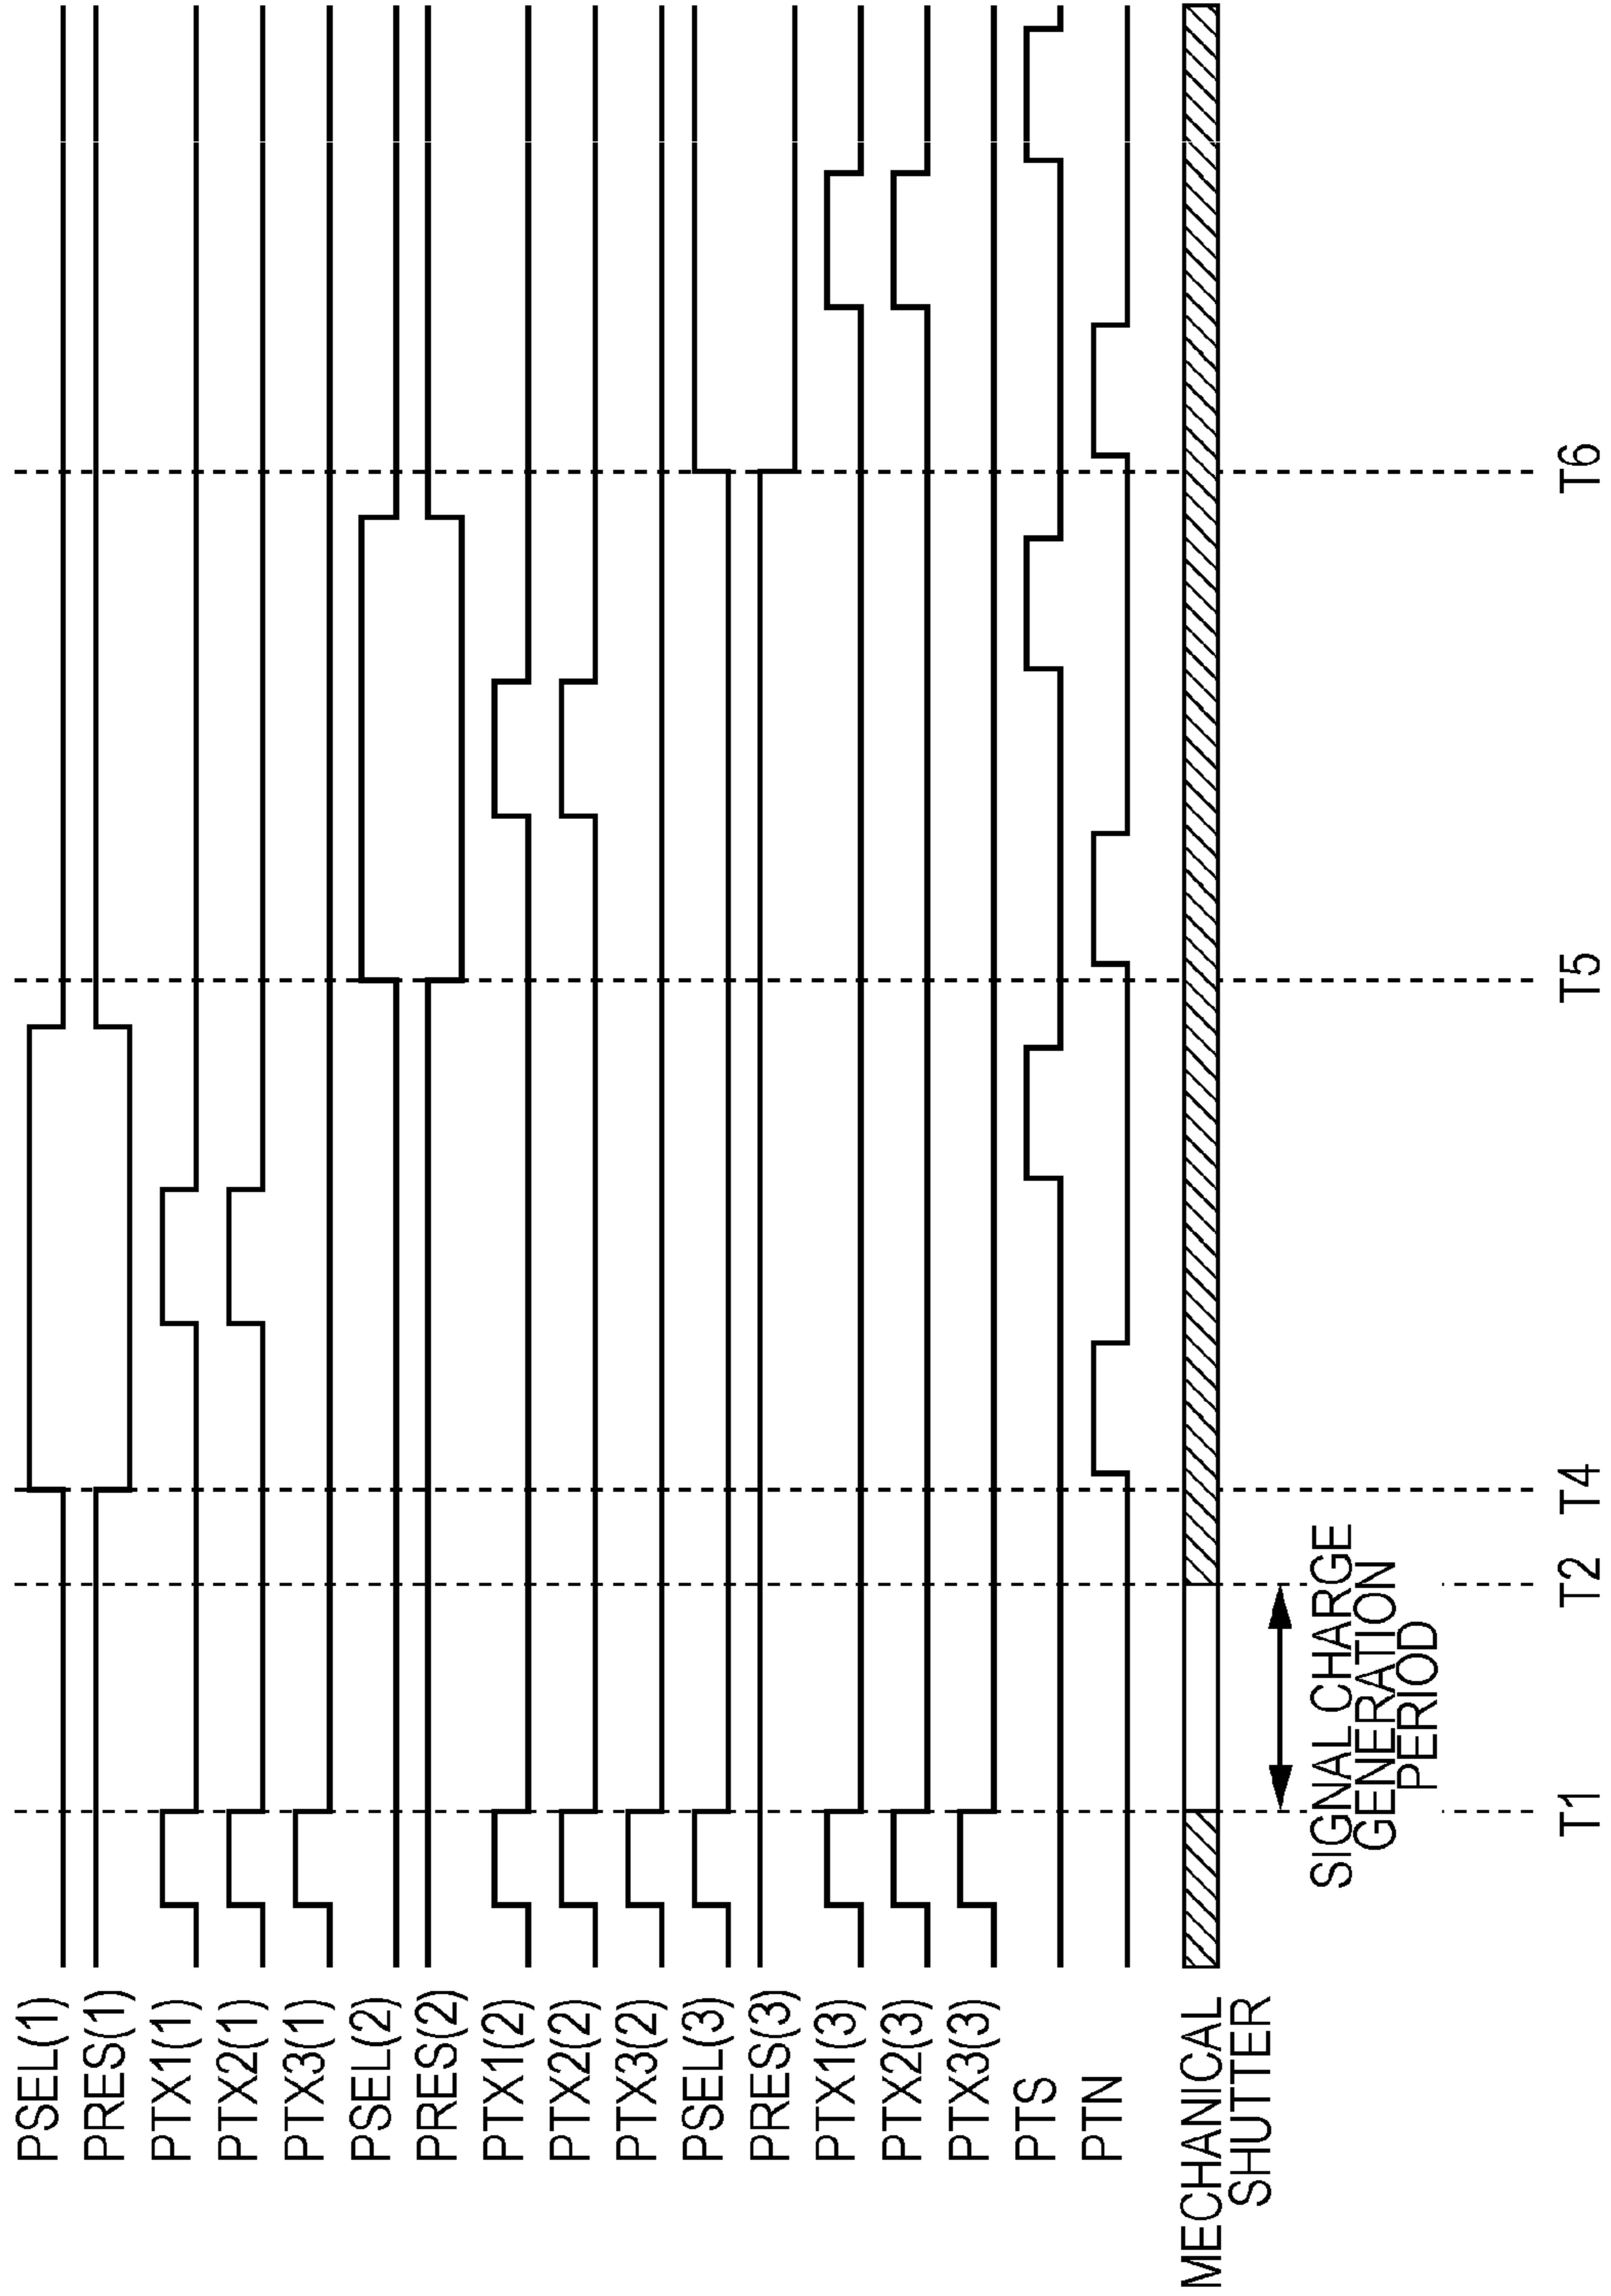 PSEL(1)
PRES(1)
PTX1(1)
PTX2(1)
PTX3(1)
PSEL(2)
PRES(2)
PTX1(2)
PTX2(2)
PTX3(2)
PSEL(3)
PRES(3)
PTX1(3)
PTX2(3)
PTX3(3)
PTS
PTN
MECHANICAL
SHUTTER
SIGNAL CHARGE
GENERATION
PERIOD
T1
T2
T4
T5
T6